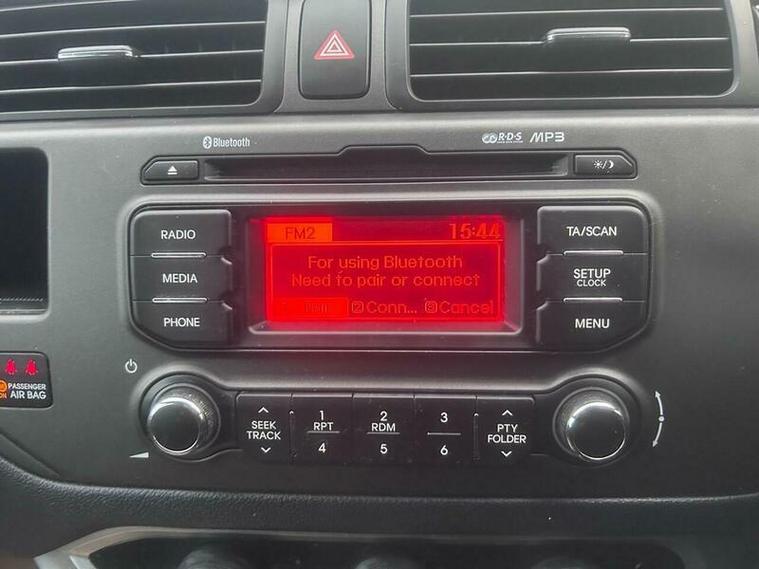 Bluetooth
R·D·S MP3
RADIO
MEDIA
PHONE
FM2 15:44
For using Bluetooth
Need to pair or connect
2 Conn... 3 Cancel
TA/SCAN
SETUP
CLOCK
MENU
PASSENGER
AIR BAG
SEEK
TRACK
1
RPT
4
2
RDM
5
3
6
PTY
FOLDER